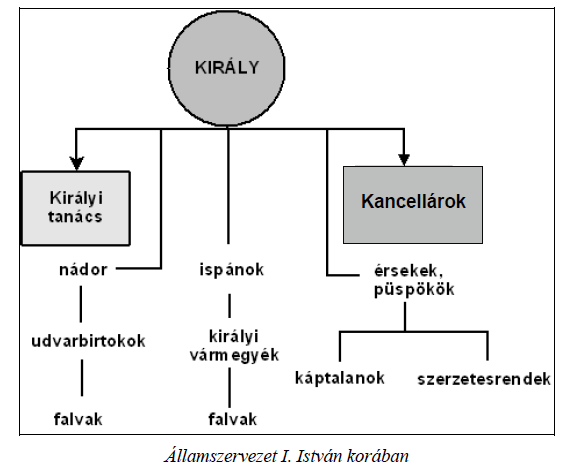 KIRÁLY
Királyi
tanács
Kancellárok
nádor
ispánok
érsekek,
püspökök
udvarbirtokok
királyi
vármegyék
káptalanok
szerzetesrendek
falvak
falvak
Államszervezet I. István korában